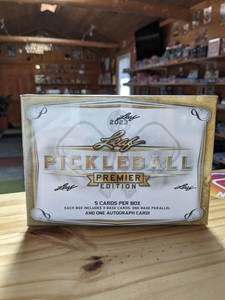 Leaf
2023
Leaf
PICKLEBALL
PREMIER
EDITION
Leaf
Leaf
5 CARDS PER BOX
EACH BOX INCLUDES 3 BASE CARDS, ONE BASE PARALLEL
AND ONE AUTOGRAPH CARD!